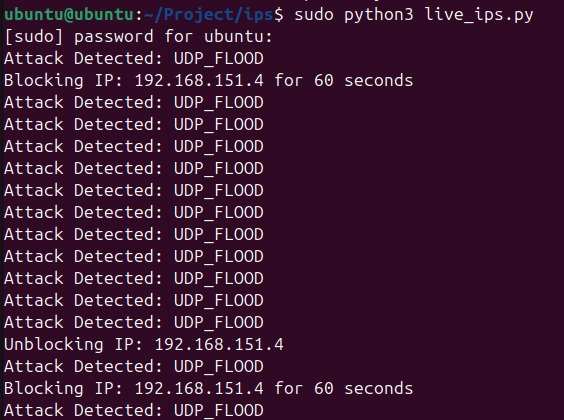 ubuntu@ubuntu:~/Project/ips$ sudo python3 live_ips.py
[sudo] password for ubuntu:
Attack Detected: UDP_FLOOD
Blocking IP: 192.168.151.4 for 60 seconds
Attack Detected: UDP_FLOOD
Attack Detected: UDP_FLOOD
Attack Detected: UDP_FLOOD
Attack Detected: UDP_FLOOD
Attack Detected: UDP_FLOOD
Attack Detected: UDP_FLOOD
Attack Detected: UDP_FLOOD
Attack Detected: UDP_FLOOD
Attack Detected: UDP_FLOOD
Attack Detected: UDP_FLOOD
Attack Detected: UDP_FLOOD
Unblocking IP: 192.168.151.4
Attack Detected: UDP_FLOOD
Blocking IP: 192.168.151.4 for 60 seconds
Attack Detected: UDP_FLOOD